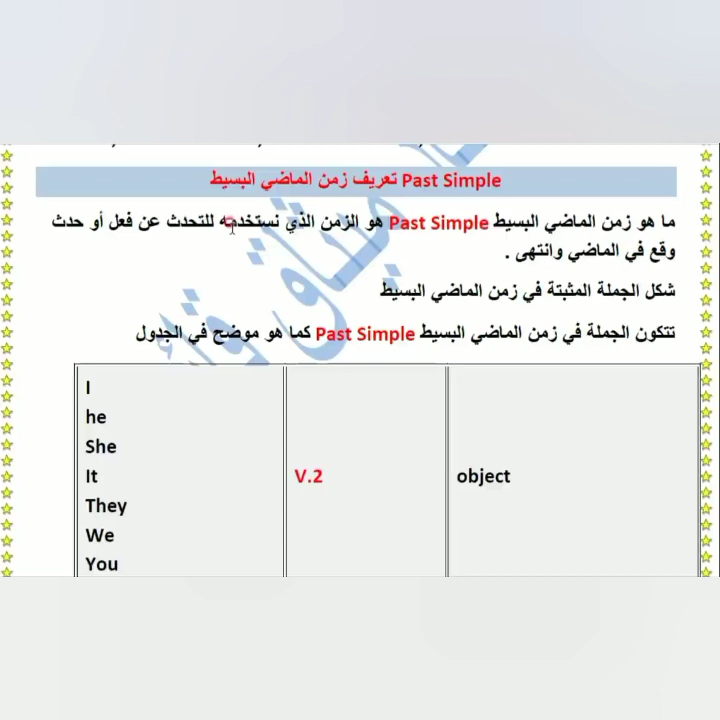 تعريف زمن الماضي البسيط Past Simple
ما هو زمن الماضي البسيط Past Simple هو الزمن الذي نستخدمه للتحدث عن فعل أو حدث
وقع في الماضي وانتهى .
شكل الجملة المثبتة في زمن الماضي البسيط
تتكون الجملة في زمن الماضي البسيط Past Simple كما هو موضح في الجدول
I
he
She
It
V.2
object
They
We
You